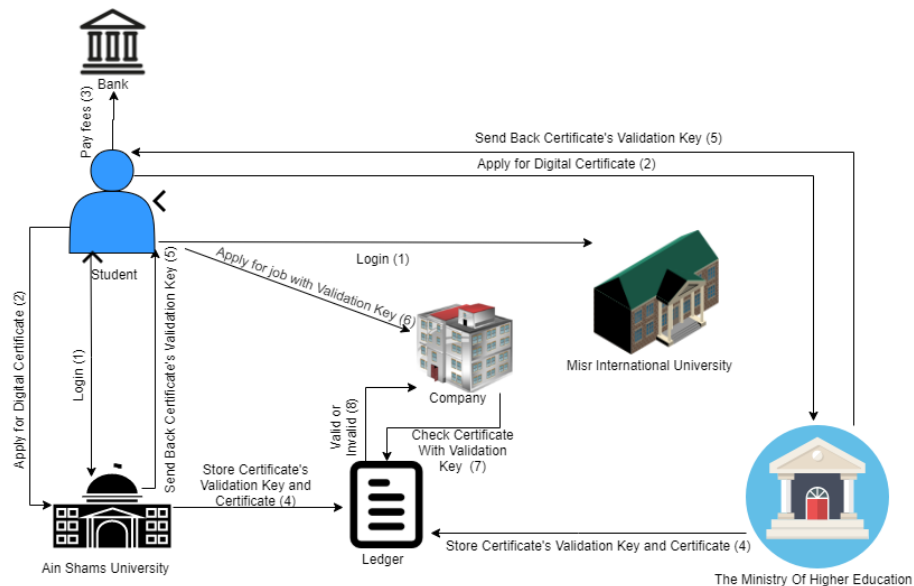 Bank
Pay fees (3)
Send Back Certificate's Validation Key (5)
Apply for Digital Certificate (2)
Student
Login (1)
Apply for job with Validation Key (6)
Apply for Digital Certificate (2)
Login (1)
Send Back Certificate's Validation Key (5)
Misr International University
Company
Valid or
Invalid (8)
Check Certificate
With Validation
Key (7)
Store Certificate's
Validation Key and
Certificate (4)
Ain Shams University
Ledger
Store Certificate's Validation Key and Certificate (4)
The Ministry Of Higher Education